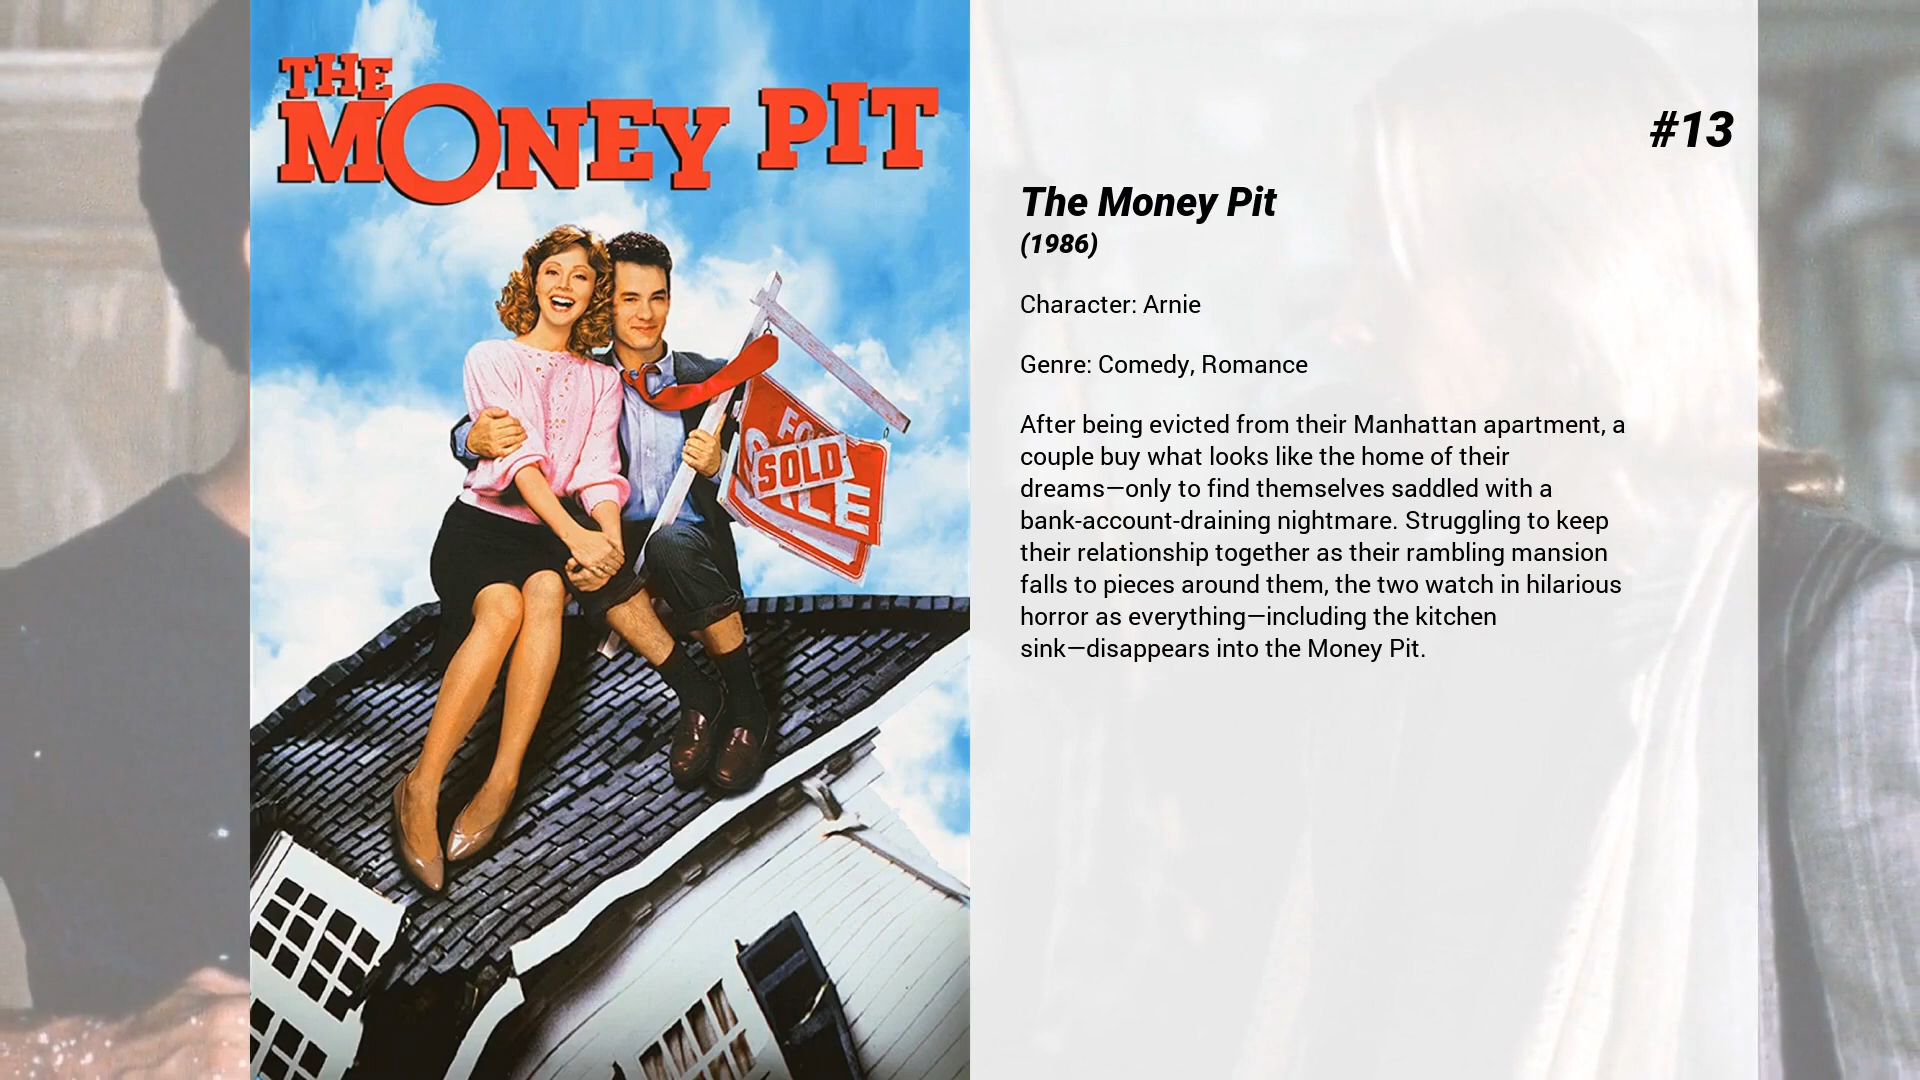 THE
MONEY PIT
FO
SOLD
LE
#13
The Money Pit
(1986)
Character: Arnie
Genre: Comedy, Romance
After being evicted from their Manhattan apartment, a
couple buy what looks like the home of their
dreams—only to find themselves saddled with a
bank-account-draining nightmare. Struggling to keep
their relationship together as their rambling mansion
falls to pieces around them, the two watch in hilarious
horror as everything—including the kitchen
sink—disappears into the Money Pit.